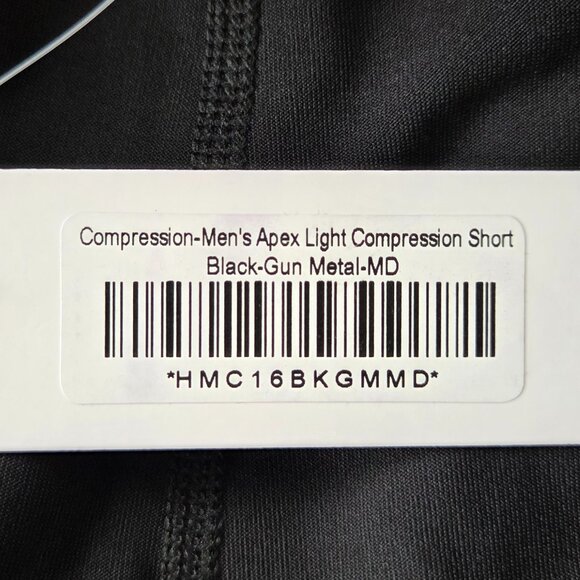 Compression-Men's Apex Light Compression Short
Black-Gun Metal-MD
*HMC16BKGMMD*